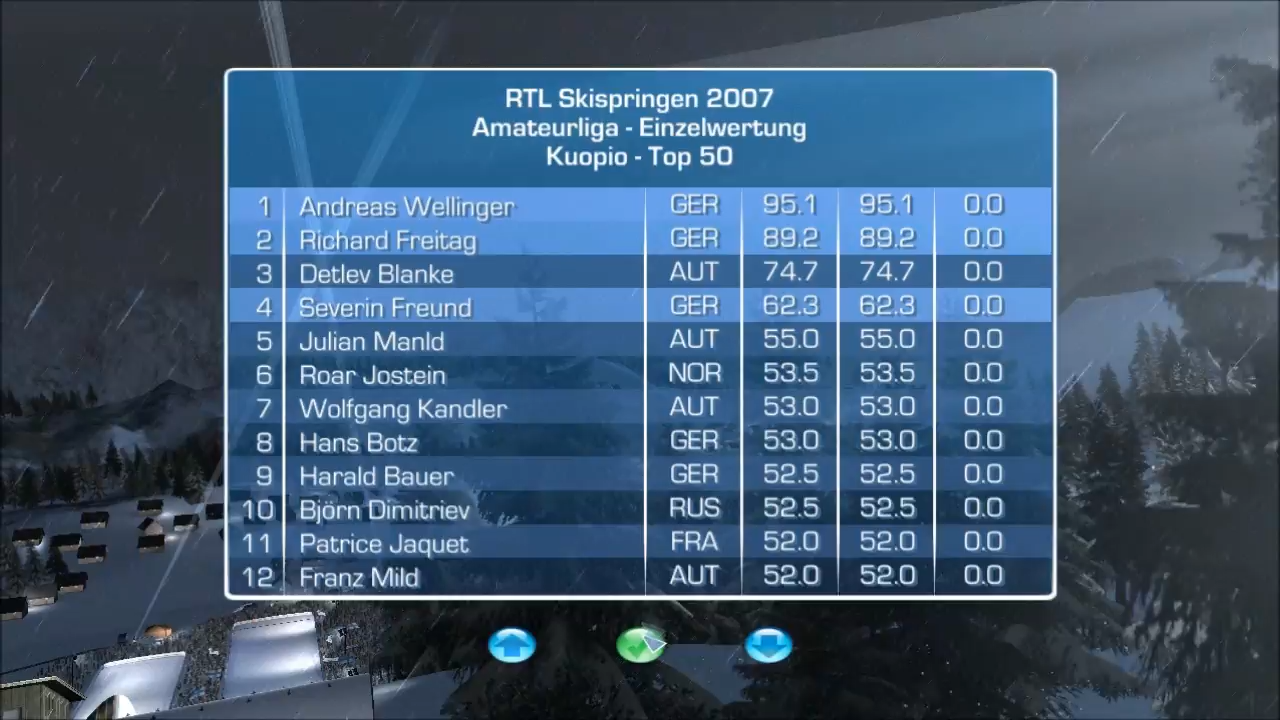 RTL Skispringen 2007
Amateurliga - Einzelwertung
Kuopio - Top 50
1 Andreas Wellinger GER 95.1 95.1 0.0
2 Richard Freitag GER 89.2 89.2 0.0
3 Detlev Blanke AUT 74.7 74.7 0.0
4 Severin Freund GER 62.3 62.3 0.0
5 Julian Manld AUT 55.0 55.0 0.0
6 Roar Jostein NOR 53.5 53.5 0.0
7 Wolfgang Kandler AUT 53.0 53.0 0.0
8 Hans Botz GER 53.0 53.0 0.0
9 Harald Bauer GER 52.5 52.5 0.0
10 Björn Dimitriev RUS 52.5 52.5 0.0
11 Patrice Jaquet FRA 52.0 52.0 0.0
12 Franz Mild AUT 52.0 52.0 0.0